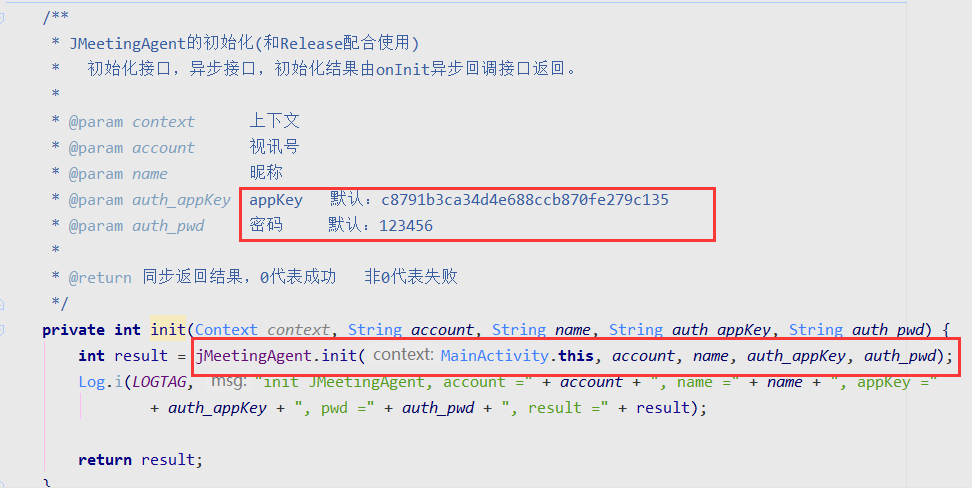 /**
* JMeetingAgent的初始化(和Release配合使用)
*   初始化接口，异步接口，初始化结果由onInit异步回调接口返回。
*
* @param context      上下文
* @param account      视讯号
* @param name         昵称
* @param auth_appKey  appKey   默认：c8791b3ca34d4e688ccb870fe279c135
* @param auth_pwd     密码     默认：123456
*
* @return 同步返回结果，0代表成功   非0代表失败
*/
private int init(Context context, String account, String name, String auth_appKey, String auth_pwd) {
int result = jMeetingAgent.init( context: MainActivity.this, account, name, auth_appKey, auth_pwd);
Log.i(LOGTAG, msg: "init JMeetingAgent, account =" + account + ", name =" + name + ", appKey ="
+ auth_appKey + ", pwd =" + auth_pwd + ", result =" + result);
return result;
}